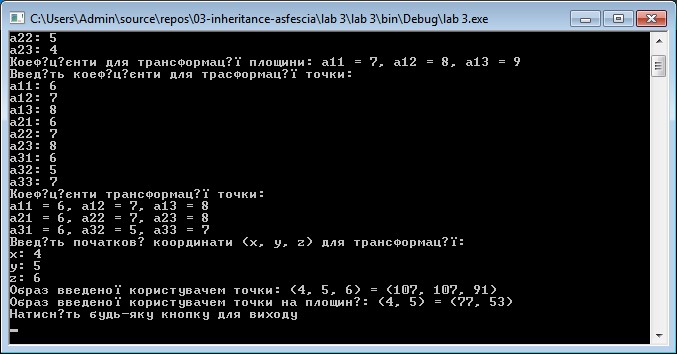 C:\Users\Admin\source\repos\03-inheritance-asfescia\lab 3\lab 3\bin\Debug\lab 3.exe
a22: 5
a23: 4
Коеф?ц?єнти для трансформац?ї площини: a11 = 7, a12 = 8, a13 = 9
Введ?ть коеф?ц?єнти для трасформац?ї точки:
a11: 6
a12: 7
a13: 8
a21: 6
a22: 7
a23: 8
a31: 6
a32: 5
a33: 7
Коеф?ц?єнти трансформац?ї точки:
a11 = 6, a12 = 7, a13 = 8
a21 = 6, a22 = 7, a23 = 8
a31 = 6, a32 = 5, a33 = 7
Введ?ть початков? координати (x, y, z) для трансформац?ї:
x: 4
y: 5
z: 6
Образ введеної користувачем точки: (4, 5, 6) = (107, 107, 91)
Образ введеної користувачем точки на площин?: (4, 5) = (77, 53)
Натисн?ть будь-яку кнопку для виходу